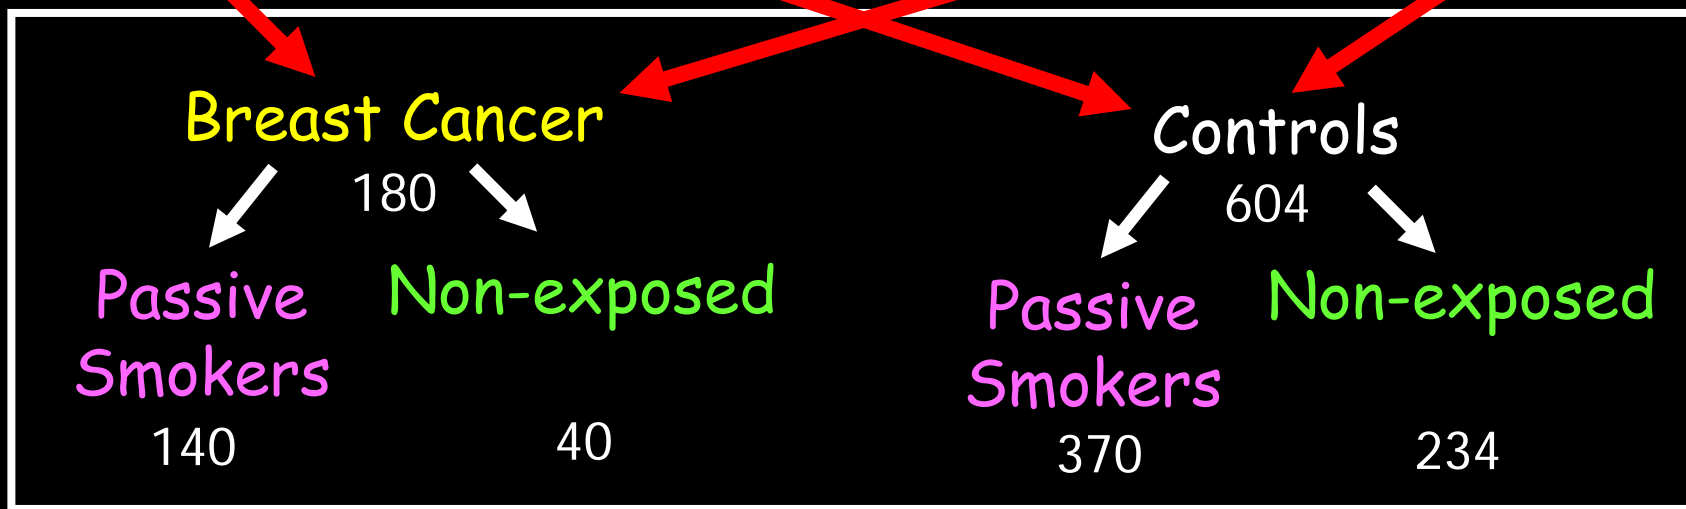 Breast Cancer
180
Passive
Smokers
140
Non-exposed
40
Controls
604
Passive
Smokers
370
Non-exposed
234